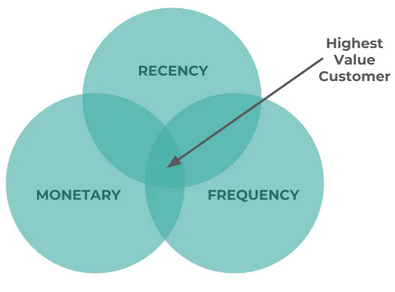 RECENCY
Highest
Value
Customer
MONETARY
FREQUENCY